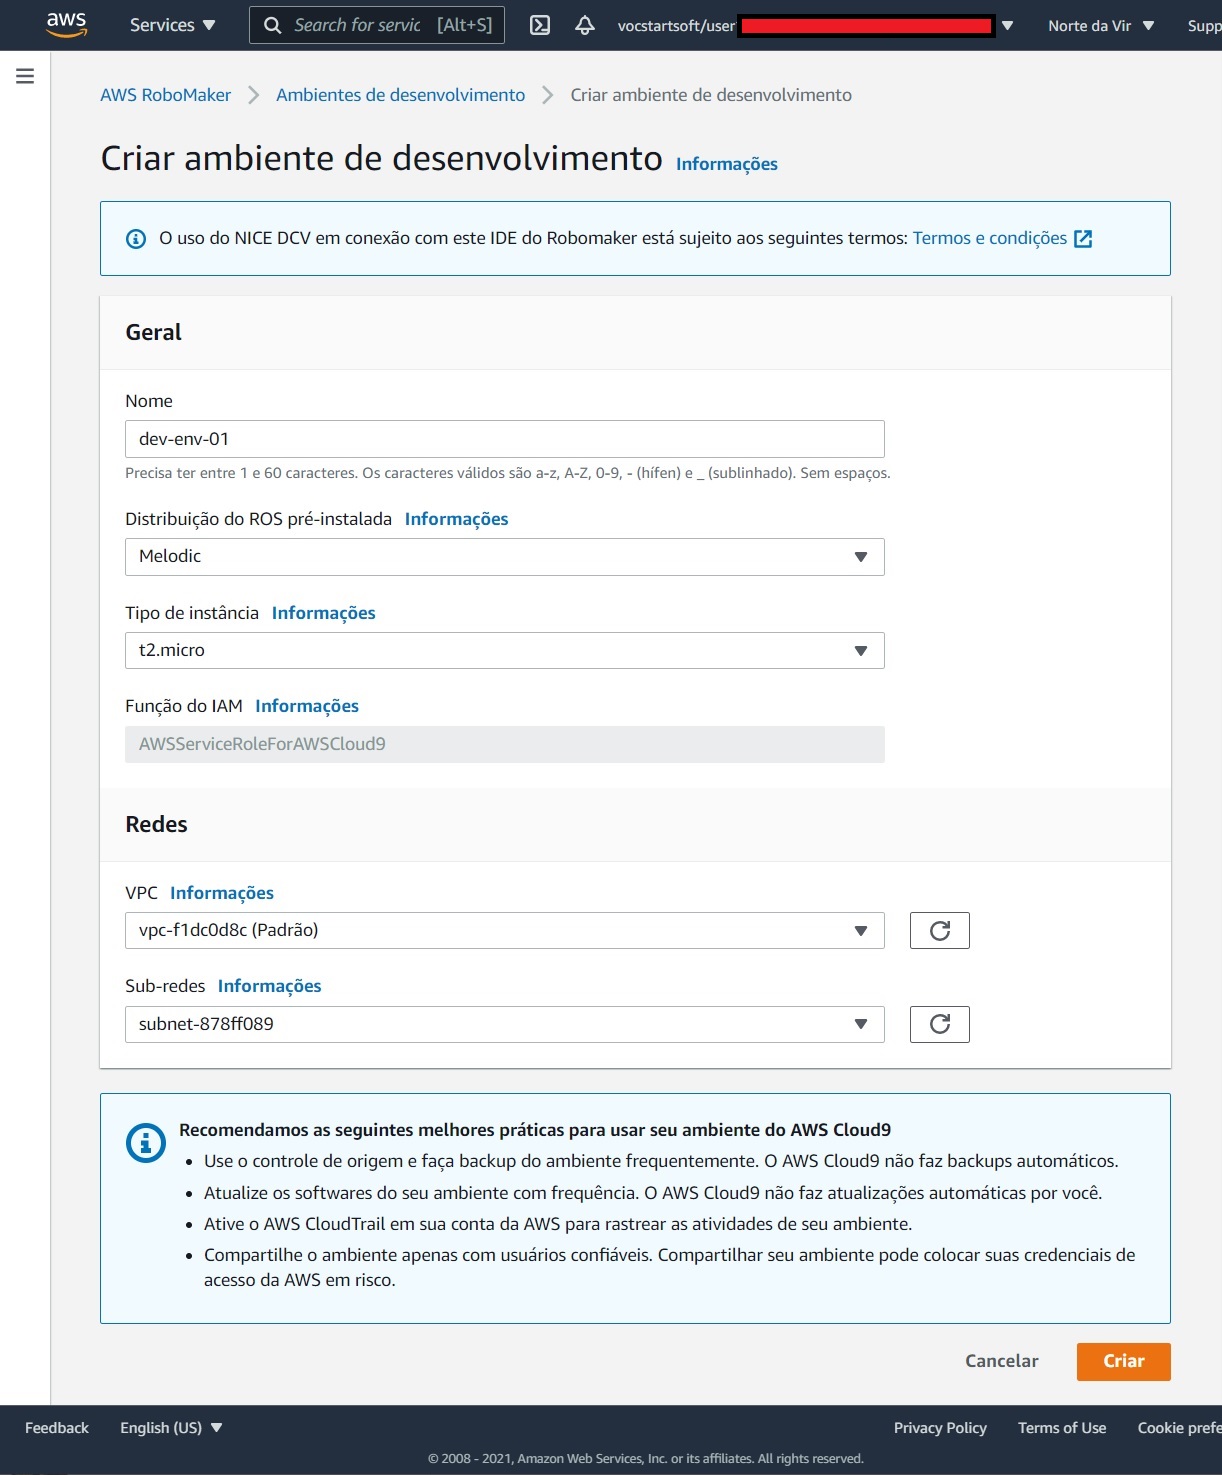 aws
Services
Search for servic [Alt+S]
vocstartsoft/user
Norte da Vir
Supp
AWS RoboMaker
Ambientes de desenvolvimento
Criar ambiente de desenvolvimento
Criar ambiente de desenvolvimento Informações
O uso do NICE DCV em conexão com este IDE do Robomaker está sujeito aos seguintes termos: Termos e condições
Geral
Nome
dev-env-01
Precisa ter entre 1 e 60 caracteres. Os caracteres válidos são a-z, A-Z, 0-9, - (hífen) e _ (sublinhado). Sem espaços.
Distribuição do ROS pré-instalada Informações
Melodic
Tipo de instância Informações
t2.micro
Função do IAM Informações
AWSServiceRoleForAWSCloud9
Redes
VPC Informações
vpc-f1dc0d8c (Padrão)
Sub-redes Informações
subnet-878ff089
Recomendamos as seguintes melhores práticas para usar seu ambiente do AWS Cloud9
• Use o controle de origem e faça backup do ambiente frequentemente. O AWS Cloud9 não faz backups automáticos.
• Atualize os softwares do seu ambiente com frequência. O AWS Cloud9 não faz atualizações automáticas por você.
• Ative o AWS CloudTrail em sua conta da AWS para rastrear as atividades de seu ambiente.
• Compartilhe o ambiente apenas com usuários confiáveis. Compartilhar seu ambiente pode colocar suas credenciais de
acesso da AWS em risco.
Cancelar
Criar
Feedback
English (US)
Privacy Policy
Terms of Use
Cookie prefe
© 2008 - 2021, Amazon Web Services, Inc. or its affiliates. All rights reserved.